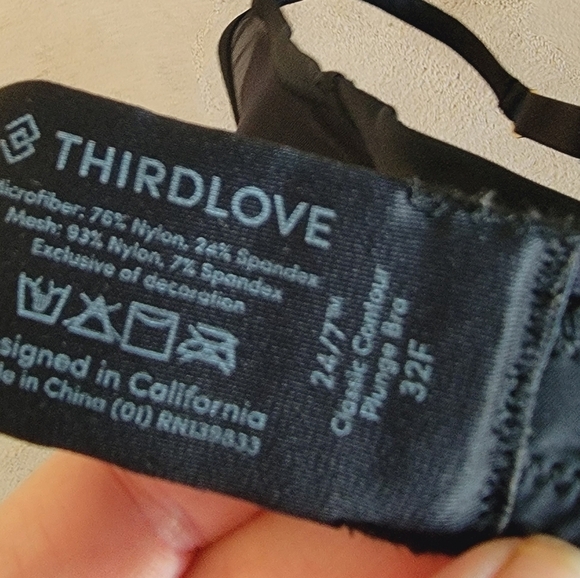 THIRDLOVE
Microfiber: 76% Nylon, 24% Spandex
Mesh: 93% Nylon, 7% Spandex
Exclusive of decoration
signed in California
de in China (01) RN139833
24/7™
Classic Contour
Plunge Bra
32F